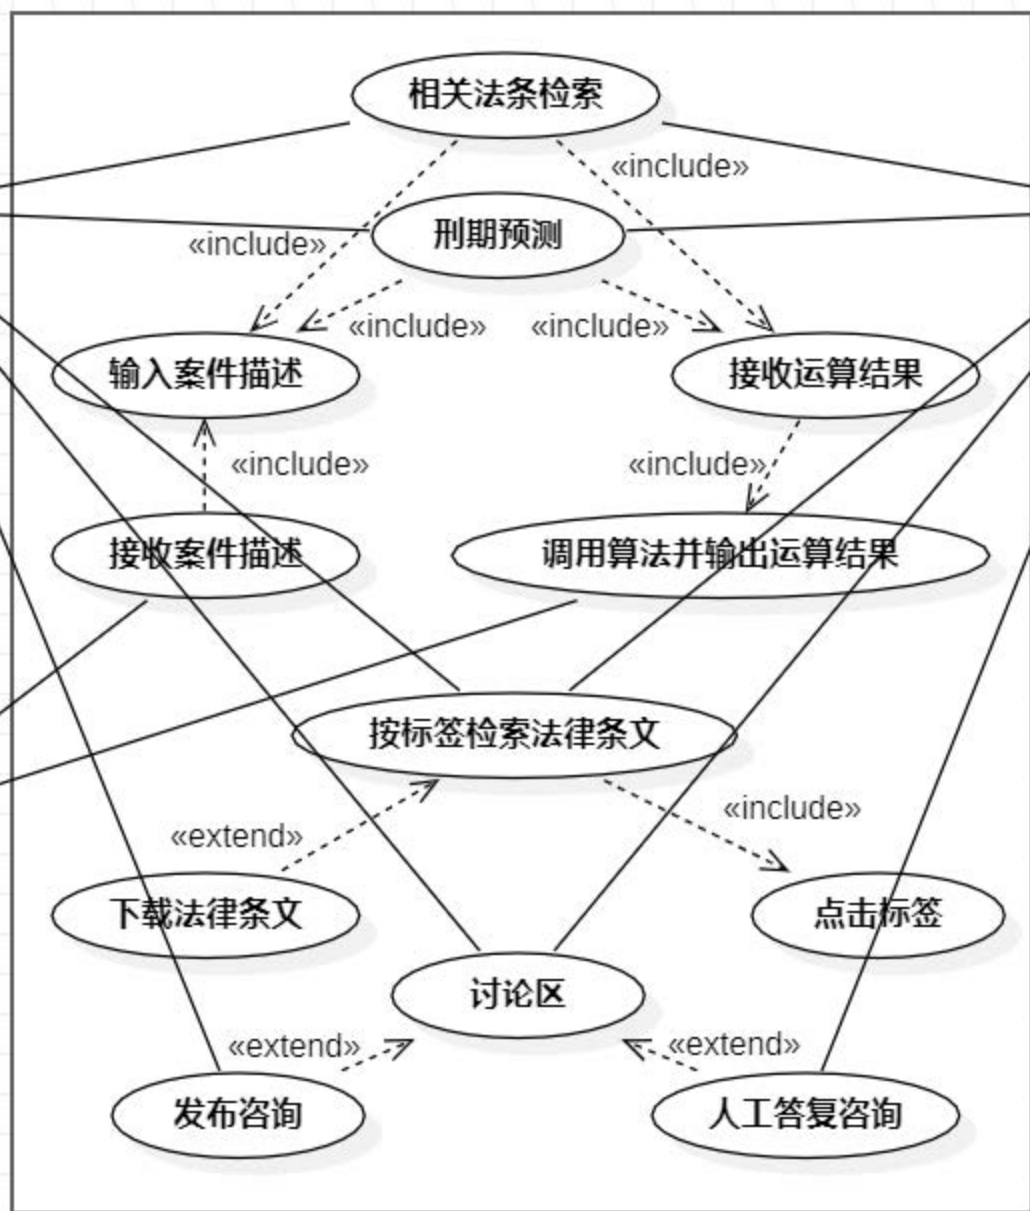 相关法条检索
«include»
刑期预测
«include»
«include»
«include»
输入案件描述
接收运算结果
«include»
«include»
接收案件描述
调用算法并输出运算结果
按标签检索法律条文
«include»
«extend»
下载法律条文
点击标签
讨论区
«extend»
«extend»
发布咨询
人工答复咨询